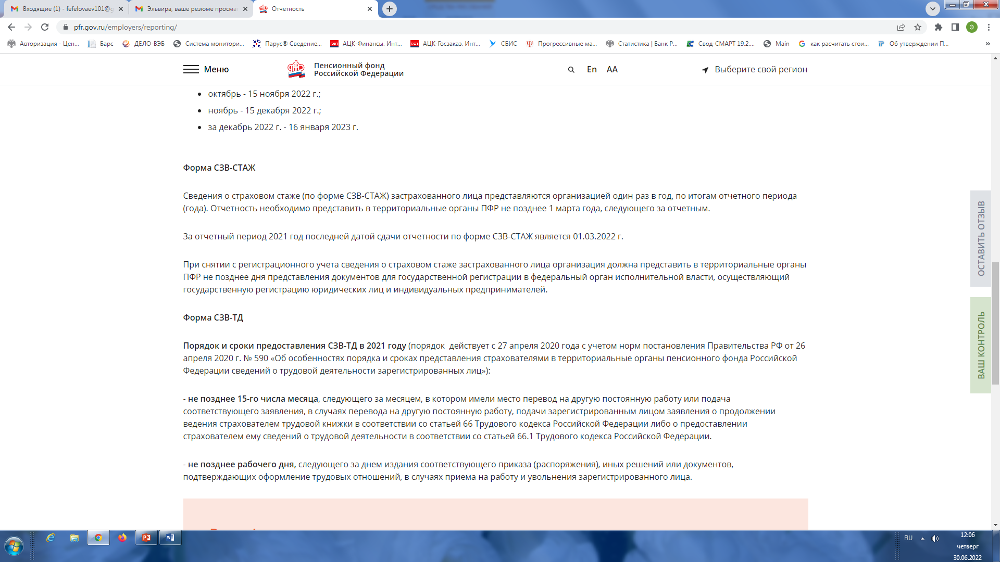 Входящие (1) - fefelovaev101@g
Эльвира, ваше резюме просмат
Отчетность
pfr.gov.ru/employers/reporting/
Э
Авторизация - Цен...
Барс
ДЕЛО-ВЭБ
Система монитори...
Парус® Сведение...
АЦК-Финансы. Инт...
АЦК-Госзаказ. Инт...
СБИС
Прогрессивные ма...
Статистика | Банк Р...
Свод-СМАРТ 19.2....
Main
как расчитать стои...
Об утверждении П...
»
Меню
Пенсионный фонд
Российской Федерации
En
AA
Выберите свой регион
• октябрь - 15 ноября 2022 г.;
• ноябрь - 15 декабря 2022 г.;
• за декабрь 2022 г. - 16 января 2023 г.
Форма СЗВ-СТАЖ
Сведения о страховом стаже (по форме СЗВ-СТАЖ) застрахованного лица представляются организацией один раз в год, по итогам отчетного периода
(года). Отчетность необходимо представить в территориальные органы ПФР не позднее 1 марта года, следующего за отчетным.
За отчетный период 2021 год последней датой сдачи отчетности по форме СЗВ-СТАЖ является 01.03.2022 г.
При снятии с регистрационного учета сведения о страховом стаже застрахованного лица организация должна представить в территориальные органы
ПФР не позднее дня представления документов для государственной регистрации в федеральный орган исполнительной власти, осуществляющий
государственную регистрацию юридических лиц и индивидуальных предпринимателей.
Форма СЗВ-ТД
Порядок и сроки предоставления СЗВ-ТД в 2021 году (порядок действует с 27 апреля 2020 года с учетом норм постановления Правительства РФ от 26
апреля 2020 г. № 590 «Об особенностях порядка и сроках представления страхователями в территориальные органы пенсионного фонда Российской
Федерации сведений о трудовой деятельности зарегистрированных лиц»):
- не позднее 15-го числа месяца, следующего за месяцем, в котором имели место перевод на другую постоянную работу или подача
соответствующего заявления, в случаях перевода на другую постоянную работу, подачи зарегистрированным лицом заявления о продолжении
ведения страхователем трудовой книжки в соответствии со статьей 66 Трудового кодекса Российской Федерации либо о предоставлении
страхователем ему сведений о трудовой деятельности в соответствии со статьей 66.1 Трудового кодекса Российской Федерации.
- не позднее рабочего дня, следующего за днем издания соответствующего приказа (распоряжения), иных решений или документов,
подтверждающих оформление трудовых отношений, в случаях приема на работу и увольнения зарегистрированного лица.
ОСТАВИТЬ ОТЗЫВ
ВАШ КОНТРОЛЬ
RU
12:06
четверг
30.06.2022